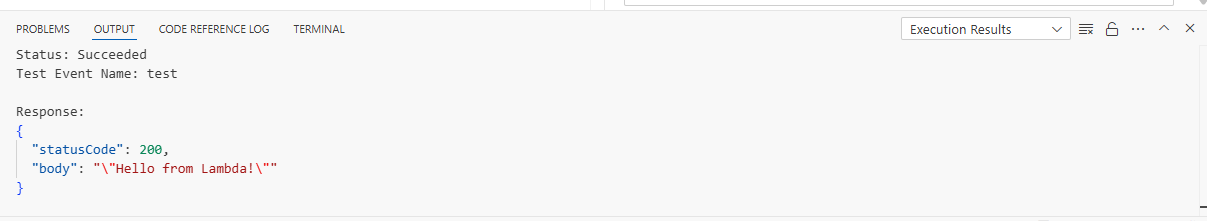 PROBLEMS OUTPUT CODE REFERENCE LOG TERMINAL Execution Results
Status: Succeeded
Test Event Name: test
Response:
{
"statusCode": 200,
"body": "\"Hello from Lambda!\""
}